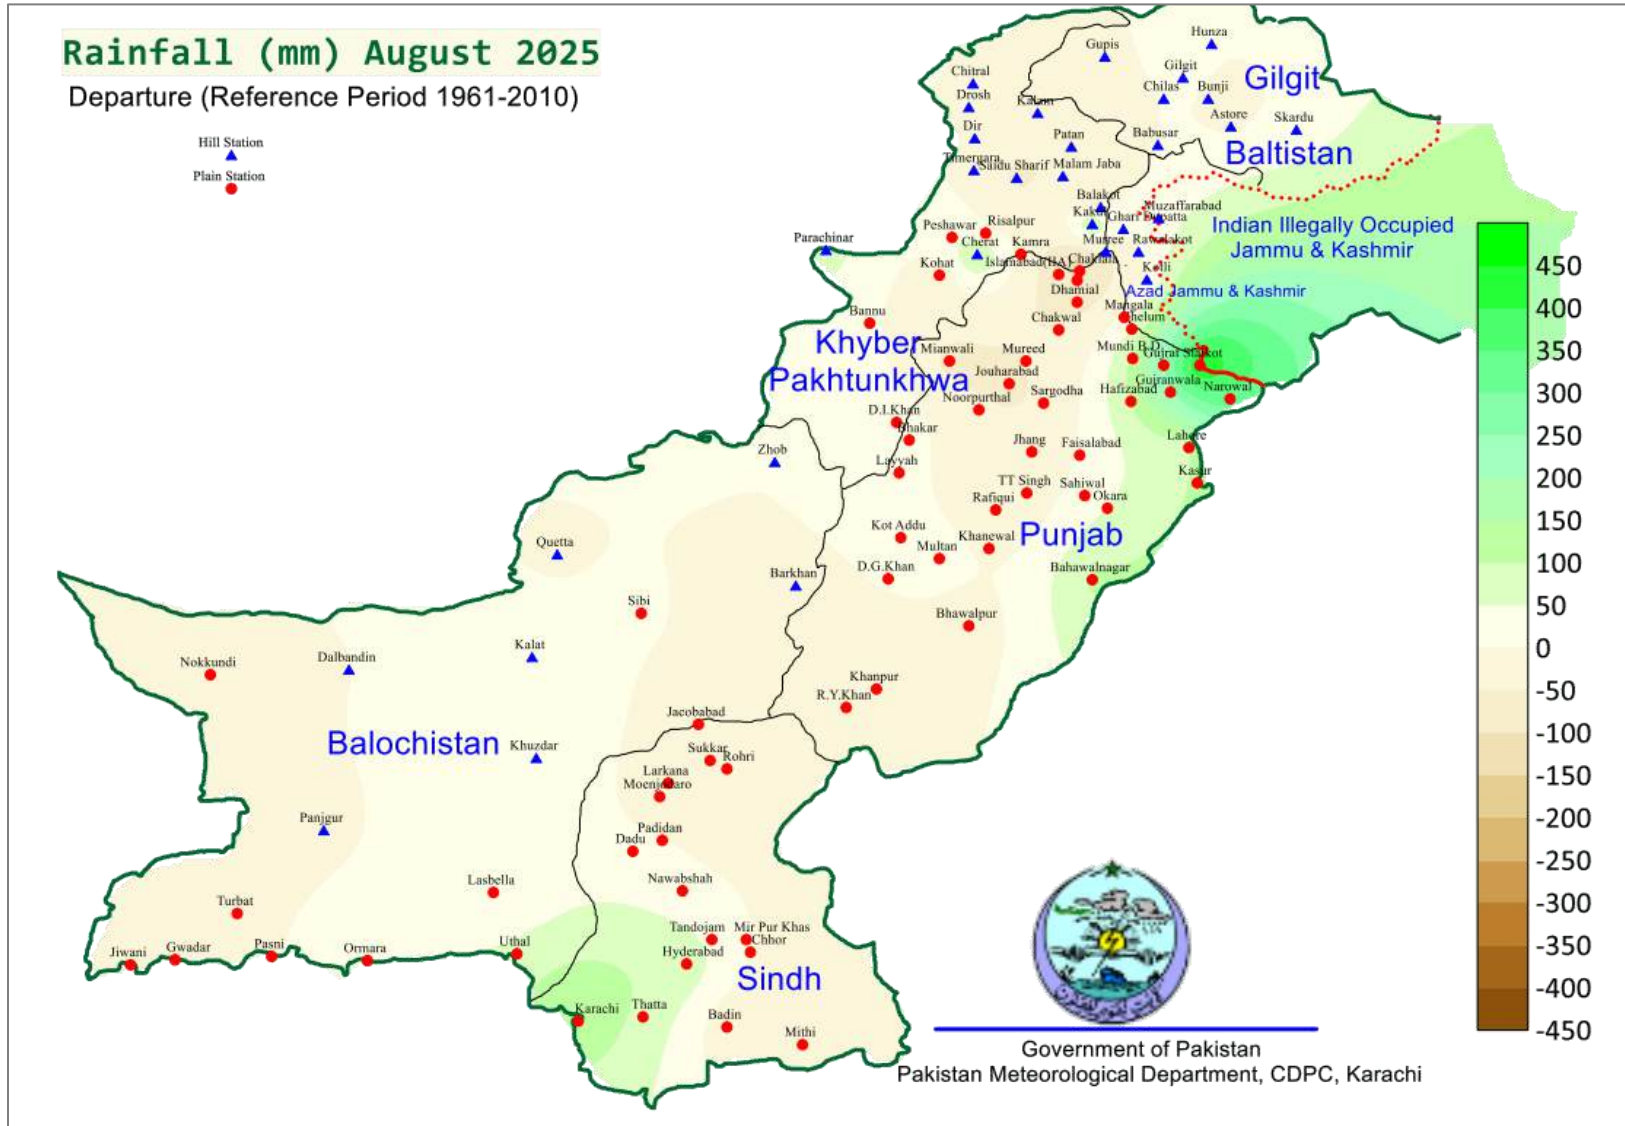 Rainfall (mm) August 2025
Departure (Reference Period 1961-2010)
Hill Station
Plain Station
Hunza
Gupis
Gilgit
Gilgit
Chitral
Chilas
Bunji
Drosh
Kalam
Astore
Skardu
Dir
Patan
Babusar
Baltistan
Timergara
Saidu Sharif
Malam Jaba
Balakot
Muzaffarabad
Kakul
Ghari Dupatta
Indian Illegally Occupied
Jammu & Kashmir
Peshawar
Risalpur
Parachinar
Cherat
Kamra
Murree
Rawalakot
Kohat
Islamabad(IIA)
Chaklala
Kotli
Dhamial
Azad Jammu & Kashmir
Bannu
Mangala
Chakwal
Jhelum
Khyber
Pakhtunkhwa
Mianwali
Mureed
Mundi B.D
Gujrat
Sialkot
Jouharabad
Gujranwala
Noorpurthal
Sargodha
Hafizabad
Narowal
D.I.Khan
Bhakar
Lahore
Jhang
Faisalabad
Zhob
Layyah
Kasur
TT Singh
Sahiwal
Rafiqui
Okara
Kot Addu
Khanewal
Punjab
Quetta
Multan
D.G.Khan
Bahawalnagar
Barkhan
Sibi
Bhawalpur
Kalat
Nokkundi
Dalbandin
Khanpur
R.Y.Khan
Jacobabad
Balochistan
Khuzdar
Sukkar
Rohri
Larkana
Moenjodaro
Panjgur
Padidan
Dadu
Lasbella
Nawabshah
Turbat
Tandojam
Mir Pur Khas
Chhor
Jiwani
Gwadar
Pasni
Ormara
Uthal
Hyderabad
Sindh
Karachi
Thatta
Badin
Mithi
450
400
350
300
250
200
150
100
50
0
-50
-100
-150
-200
-250
-300
-350
-400
-450
Government of Pakistan
Pakistan Meteorological Department, CDPC, Karachi